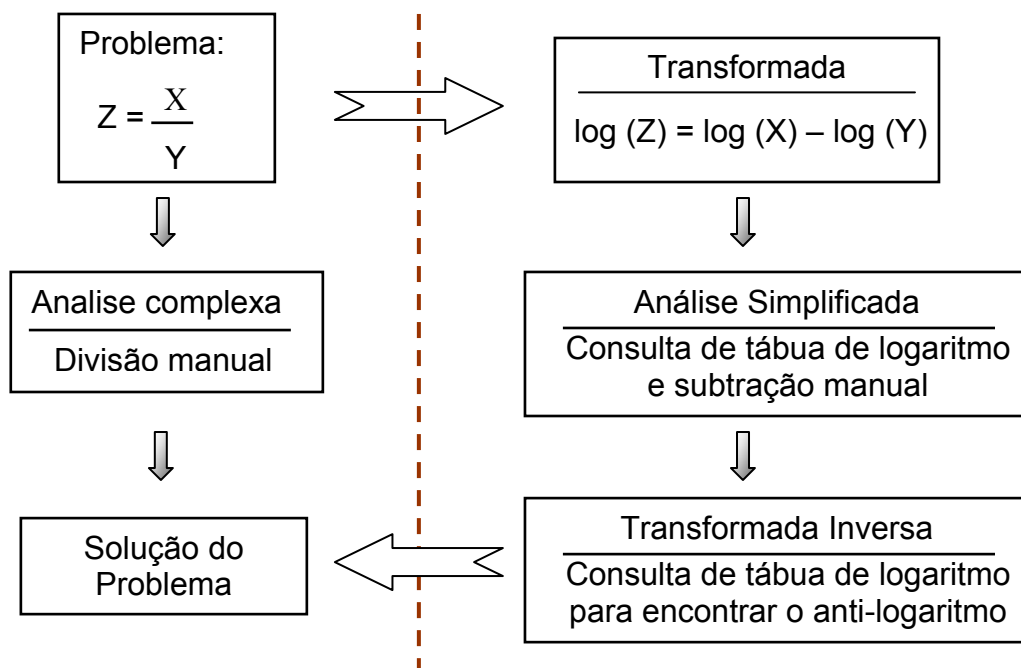 Problema:
Z = X
Y
Transformada
log (Z) = log (X) – log (Y)
Analise complexa
Divisão manual
Análise Simplificada
Consulta de tábua de logaritmo
e subtração manual
Solução do
Problema
Transformada Inversa
Consulta de tábua de logaritmo
para encontrar o anti-logaritmo